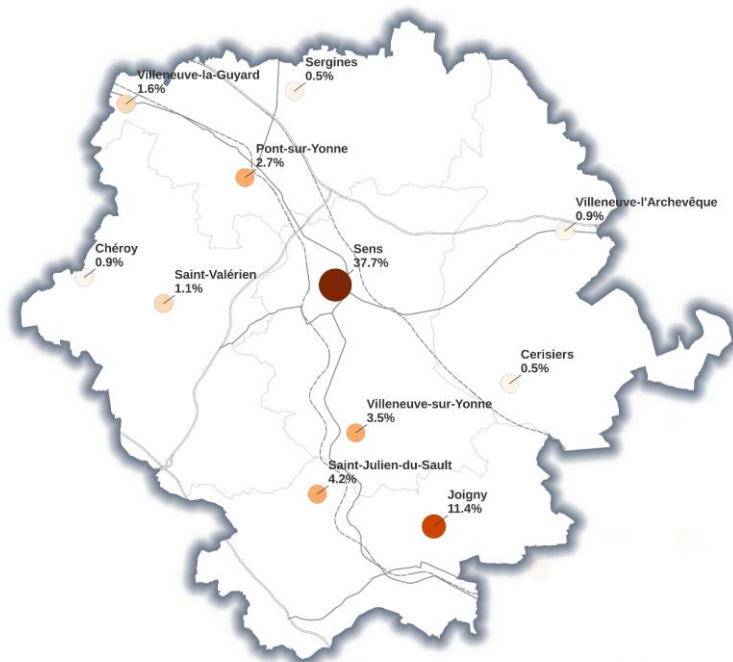 Sergines
0.5%
Villeneuve-la-Guyard
1.6%
Pont-sur-Yonne
2.7%
Villeneuve-l'Archevêque
0.9%
Chéroy
0.9%
Sens
37.7%
Saint-Valérien
1.1%
Cerisiers
0.5%
Villeneuve-sur-Yonne
3.5%
Saint-Julien-du-Sault
4.2%
Joigny
11.4%